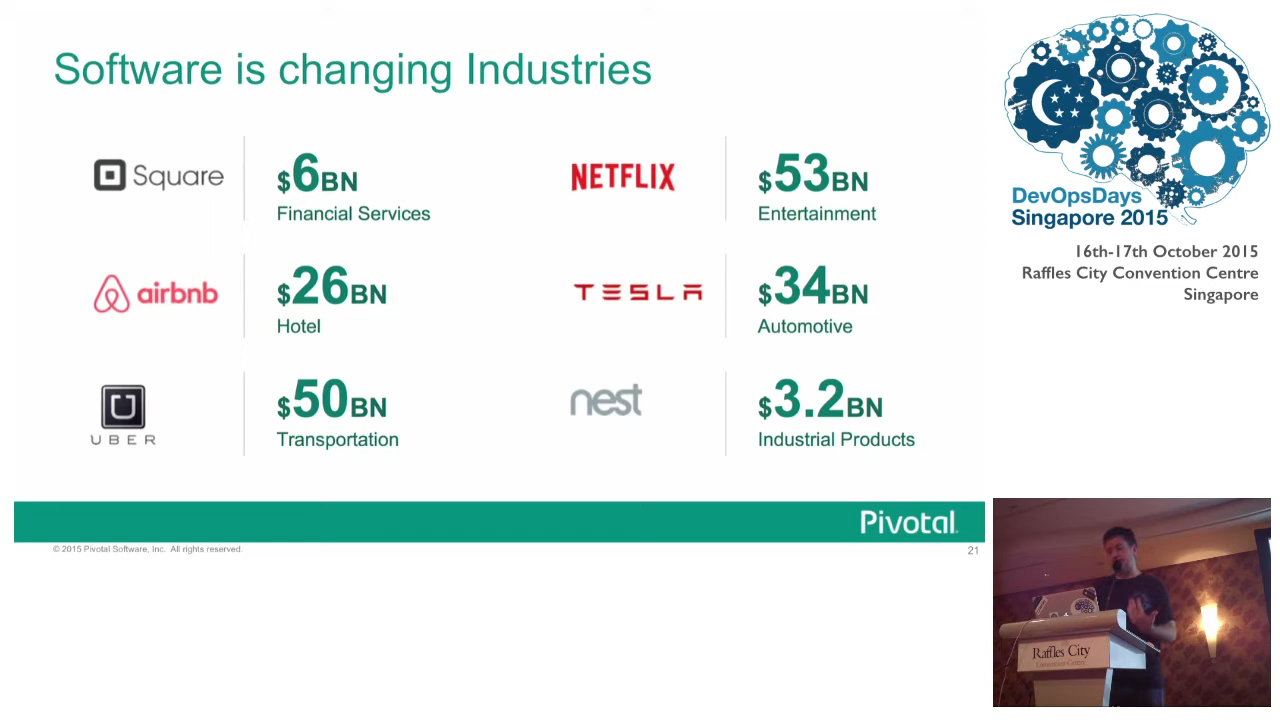 Software is changing Industries
Square
$6BN
Financial Services
NETFLIX
$53BN
Entertainment
airbnb
$26BN
Hotel
TESLA
$34BN
Automotive
UBER
$50BN
Transportation
nest
$3.2BN
Industrial Products
Pivotal
© 2015 Pivotal Software, Inc. All rights reserved.
21
DevOpsDays
Singapore 2015
16th-17th October 2015
Raffles City Convention Centre
Singapore
Raffles City
Convention Centre